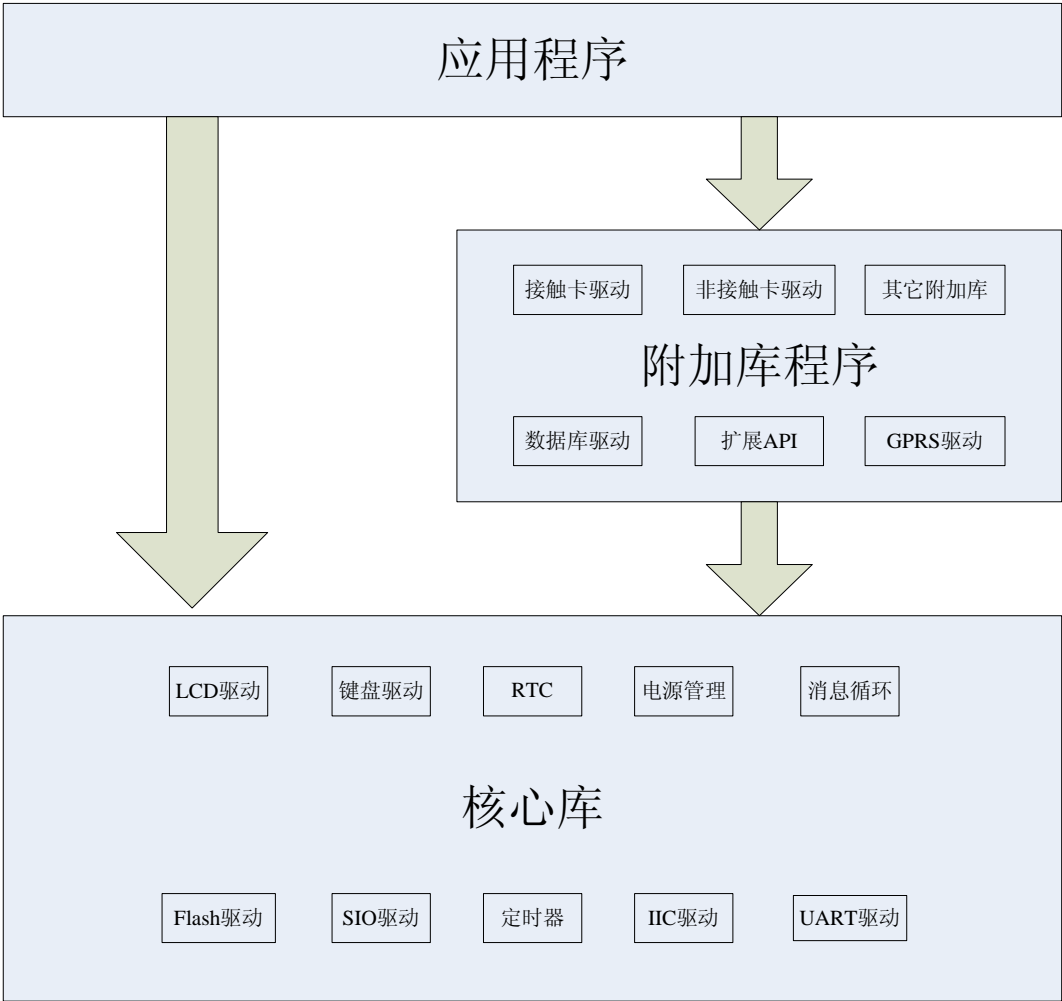 应用程序
接触卡驱动
非接触卡驱动
其它附加库
附加库程序
数据库驱动
扩展API
GPRS驱动
LCD驱动
键盘驱动
RTC
电源管理
消息循环
核心库
Flash驱动
SIO驱动
定时器
IIC驱动
UART驱动